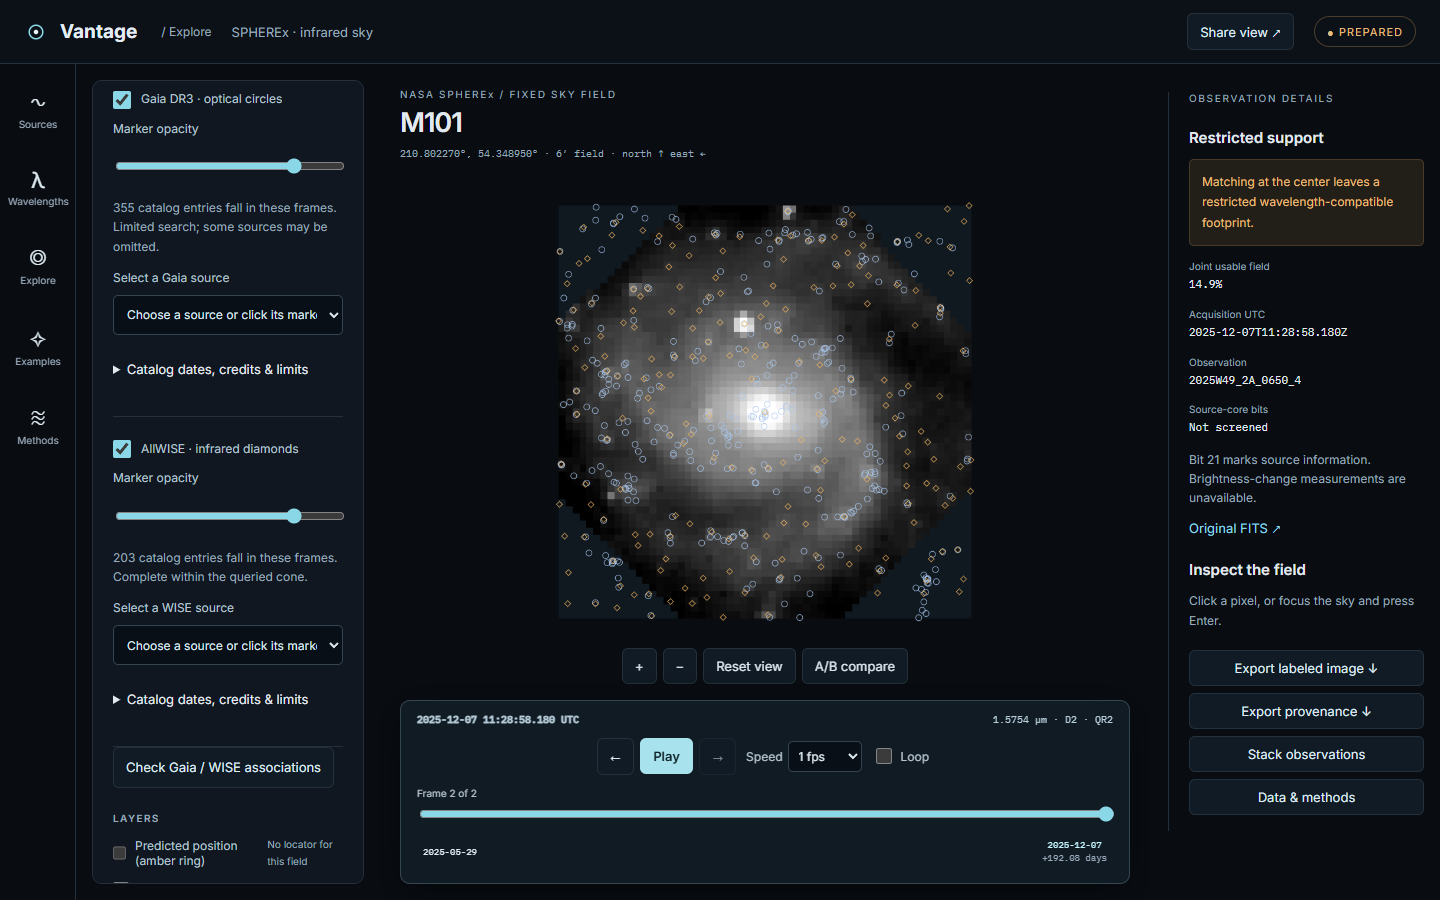 Vantage
/ Explore
SPHEREx · infrared sky
Share view ↗
● PREPARED
Sources
Wavelengths
Explore
Examples
Methods
Gaia DR3 · optical circles
Marker opacity
355 catalog entries fall in these frames.
Limited search; some sources may be
omitted.
Select a Gaia source
Choose a source or click its mark
▶ Catalog dates, credits & limits
AllWISE · infrared diamonds
Marker opacity
203 catalog entries fall in these frames.
Complete within the queried cone.
Select a WISE source
Choose a source or click its mark
▶ Catalog dates, credits & limits
Check Gaia / WISE associations
LAYERS
Predicted position
(amber ring)
No locator for
this field
NASA SPHEREx / FIXED SKY FIELD
M101
210.802270°, 54.348950° · 6′ field · north ↑ east ←
+
−
Reset view
A/B compare
2025-12-07 11:28:58.180 UTC
1.5754 µm · D2 · QR2
←
Play
→
Speed
1 fps
Loop
Frame 2 of 2
2025-05-29
2025-12-07
+192.08 days
OBSERVATION DETAILS
Restricted support
Matching at the center leaves a
restricted wavelength-compatible
footprint.
Joint usable field
14.9%
Acquisition UTC
2025-12-07T11:28:58.180Z
Observation
2025W49_2A_0650_4
Source-core bits
Not screened
Bit 21 marks source information.
Brightness-change measurements are
unavailable.
Original FITS ↗
Inspect the field
Click a pixel, or focus the sky and press
Enter.
Export labeled image ↓
Export provenance ↓
Stack observations
Data & methods